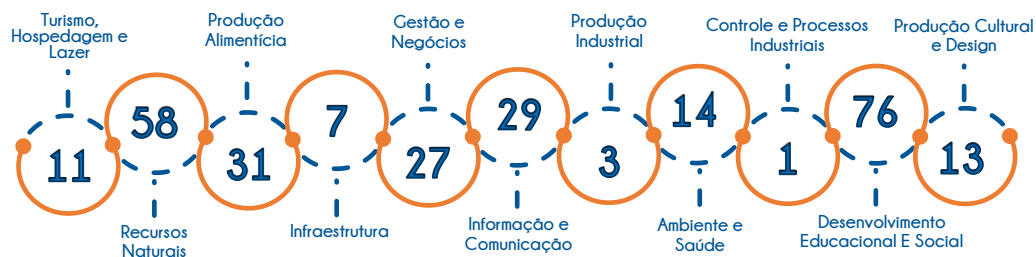 Turismo,
Hospedagem e
Lazer
11
58
Recursos
Naturais
Produção
Alimentícia
31
7
Infraestrutura
Gestão e
Negócios
27
29
Informação e
Comunicação
Produção
Industrial
3
14
Ambiente e
Saúde
Controle e Processos
Industriais
1
76
Desenvolvimento
Educacional E Social
Produção Cultural
e Design
13